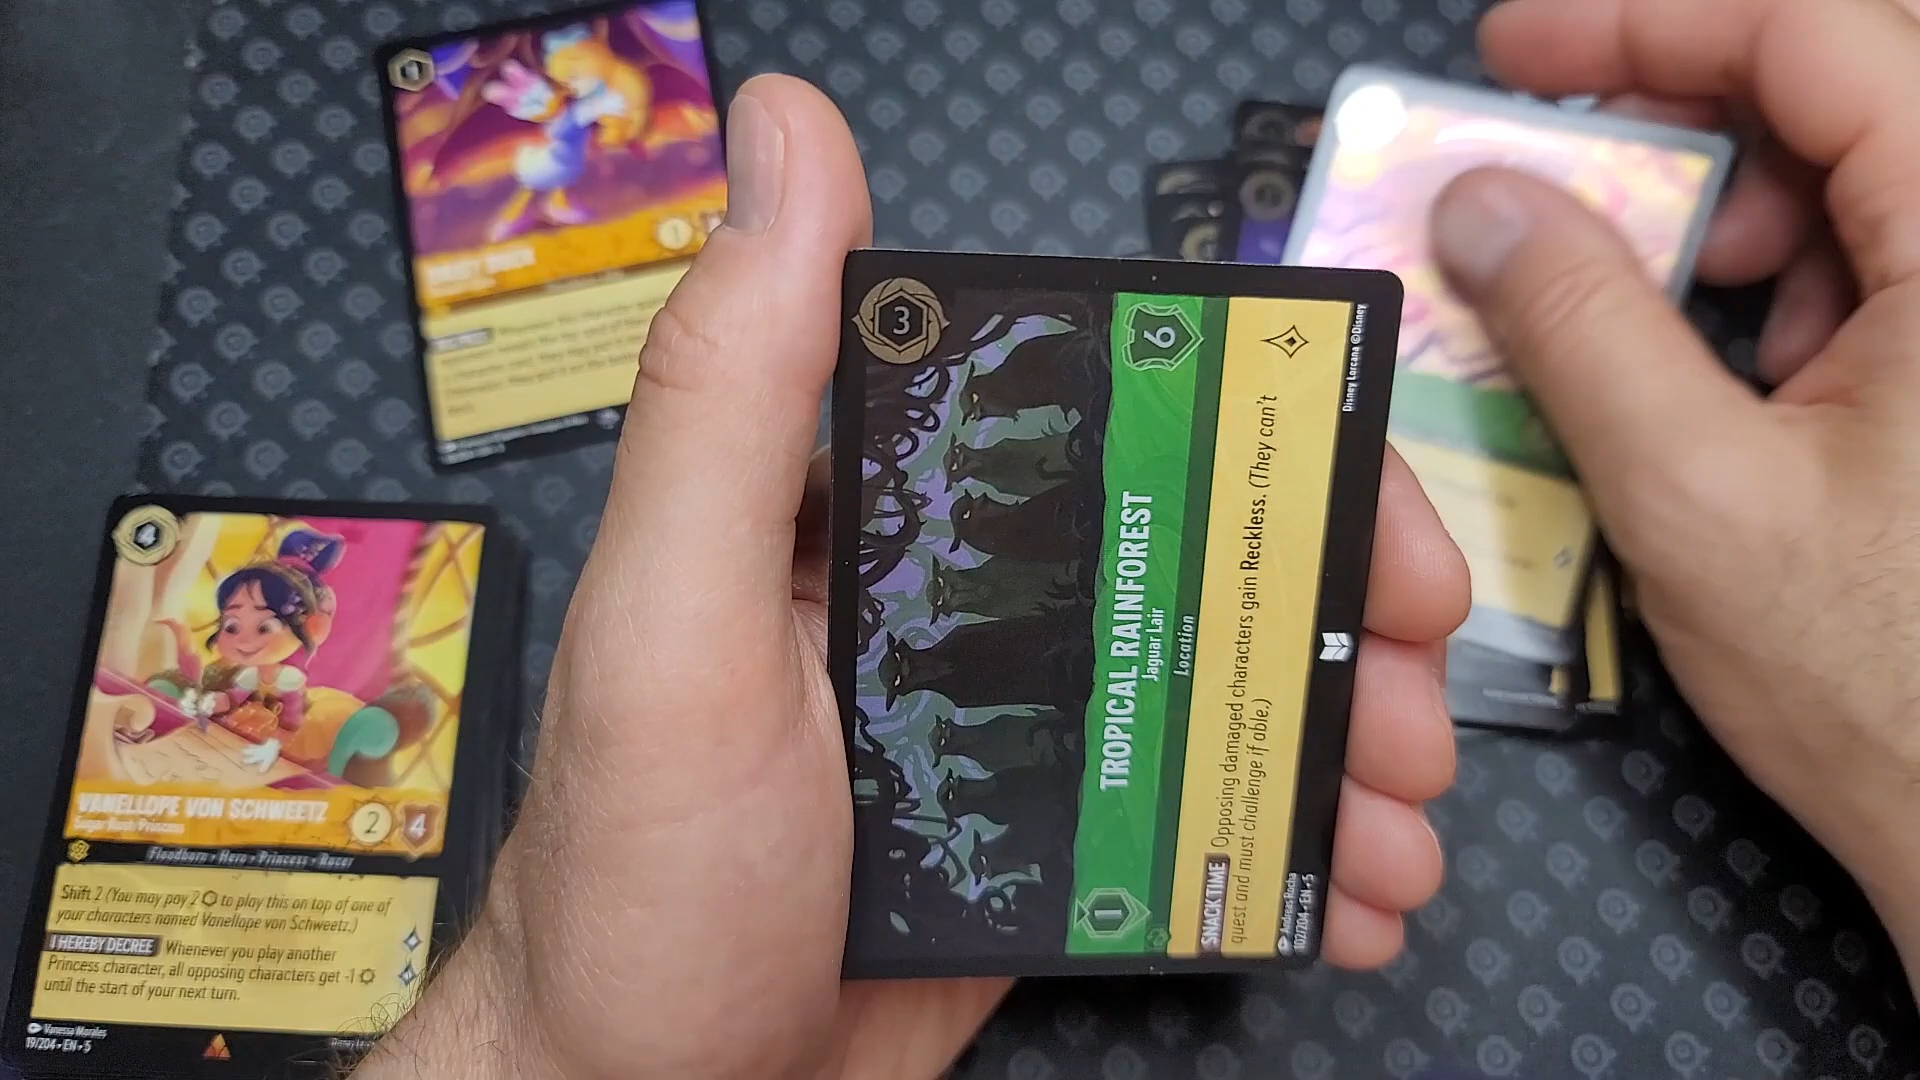 DAISY DUCK
1
3
6
1
TROPICAL RAINFOREST
Jaguar Lair
Location
SNACK TIME Opposing damaged characters gain Reckless. (They can't
quest and must challenge if able.)
Andreas Rocha
102/204 • EN • 5
Disney Lorcana ©Disney
4
VANELLOPE VON SCHWEETZ
Sugar Rush Princess
2
4
Floodborn • Hero • Princess • Racer
Shift 2 (You may pay 2 to play this on top of one of
your characters named Vanellope von Schweetz.)
I HEREBY DECREE Whenever you play another
Princess character, all opposing characters get -1
until the start of your next turn.
Vanessa Morales
19/204 • EN • 5